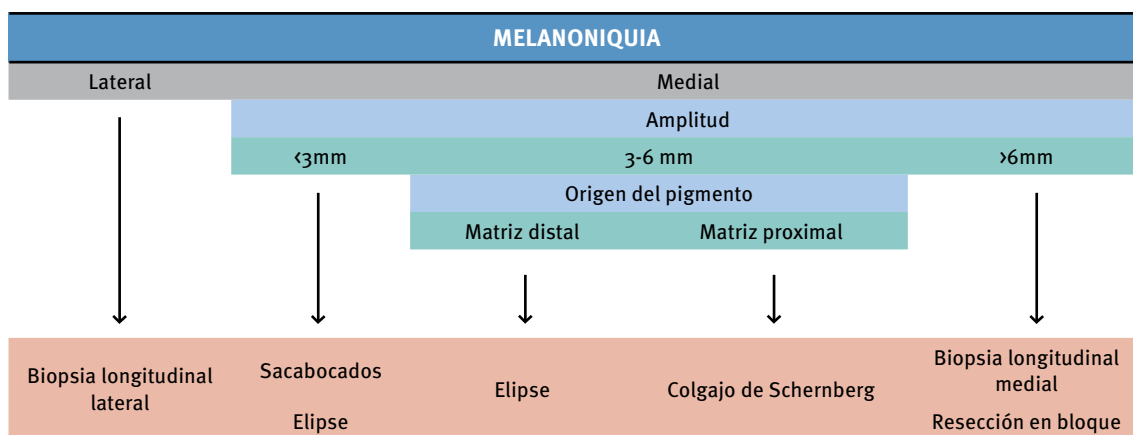 MELANONIQUIA
Lateral
Medial
Amplitud
<3mm
3-6 mm
>6mm
Origen del pigmento
Matriz distal
Matriz proximal
Biopsia longitudinal
lateral
Sacabocados
Elipse
Elipse
Colgajo de Schernberg
Biopsia longitudinal
medial
Resección en bloque